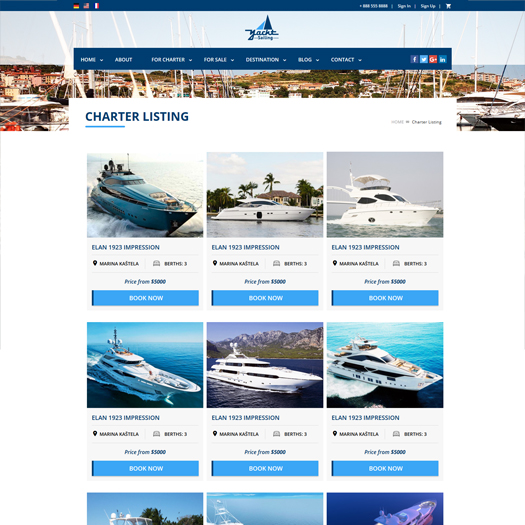 + 888 555 8888 | Sign In | Sign Up |
Yacht
Sailing
HOME ABOUT FOR CHARTER FOR SALE DESTINATION BLOG CONTACT
CHARTER LISTING
HOME Charter Listing
ELAN 1923 IMPRESSION
MARINA KAŠTELA BERTHS: 3
Price from $5000
BOOK NOW
ELAN 1923 IMPRESSION
MARINA KAŠTELA BERTHS: 3
Price from $5000
BOOK NOW
ELAN 1923 IMPRESSION
MARINA KAŠTELA BERTHS: 3
Price from $5000
BOOK NOW
ELAN 1923 IMPRESSION
MARINA KAŠTELA BERTHS: 3
Price from $5000
BOOK NOW
ELAN 1923 IMPRESSION
MARINA KAŠTELA BERTHS: 3
Price from $5000
BOOK NOW
ELAN 1923 IMPRESSION
MARINA KAŠTELA BERTHS: 3
Price from $5000
BOOK NOW